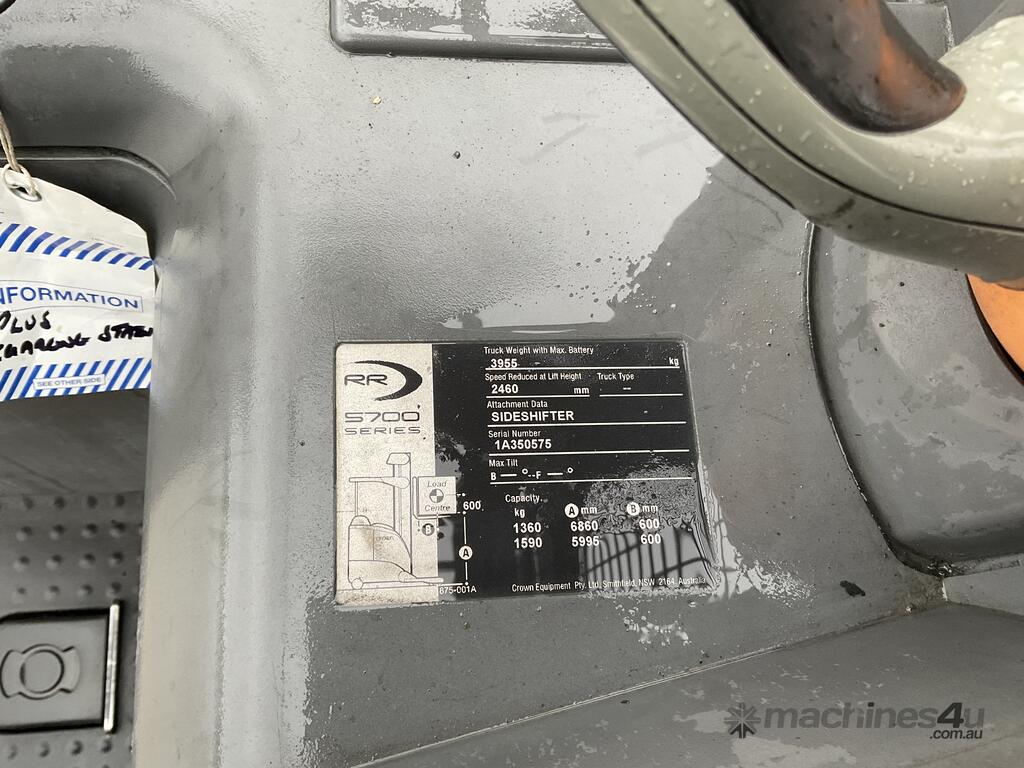 INFORMATION
PLUS
CHARGING STATION
SEE OTHER SIDE
RR
5700
SERIES
Load
Centre
600
B
A
CROWN
875-001A
Truck Weight with Max. Battery
3955 kg
Speed Reduced at Lift Height Truck Type
2460 mm --
Attachment Data
SIDESHIFTER
Serial Number
1A350575
Max Tilt
B — ° -- F — °
Capacity
kg A mm B mm
1360 6860 600
1590 5995 600
Crown Equipment Pty. Ltd, Smithfield, NSW 2164, Australia
machines4u
.com.au